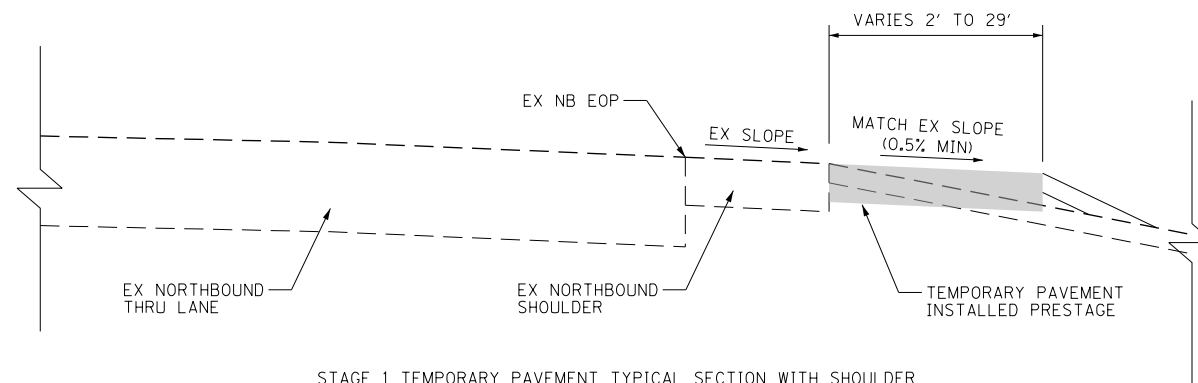 VARIES 2' TO 29'
EX NB EOP
EX SLOPE
MATCH EX SLOPE
(0.5% MIN)
EX NORTHBOUND
THRU LANE
EX NORTHBOUND
SHOULDER
TEMPORARY PAVEMENT
INSTALLED PRESTAGE
STAGE 1 TEMPORARY PAVEMENT TYPICAL SECTION WITH SHOULDER